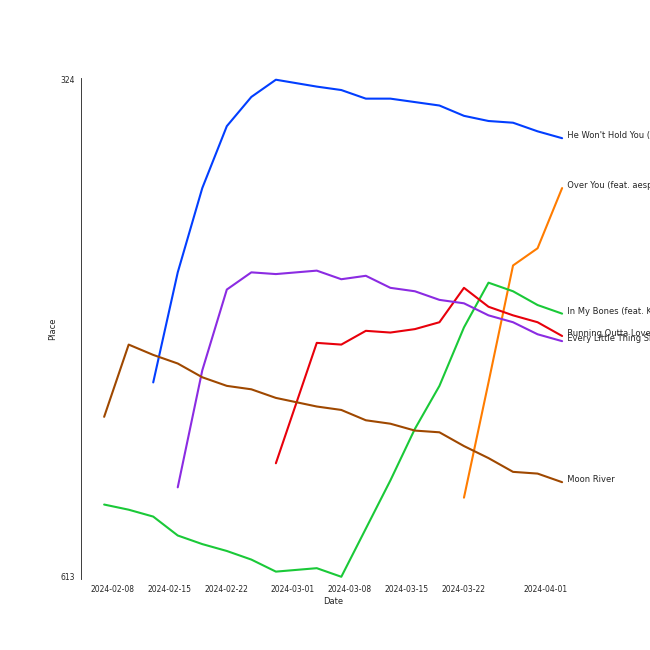 324
Place
613
He Won't Hold You (
Over You (feat. aesp
In My Bones (feat. K
Running Outta Love
Every Little Thing S
Moon River
2024-02-08 2024-02-15 2024-02-22 2024-03-01 2024-03-08 2024-03-15 2024-03-22 2024-04-01
Date